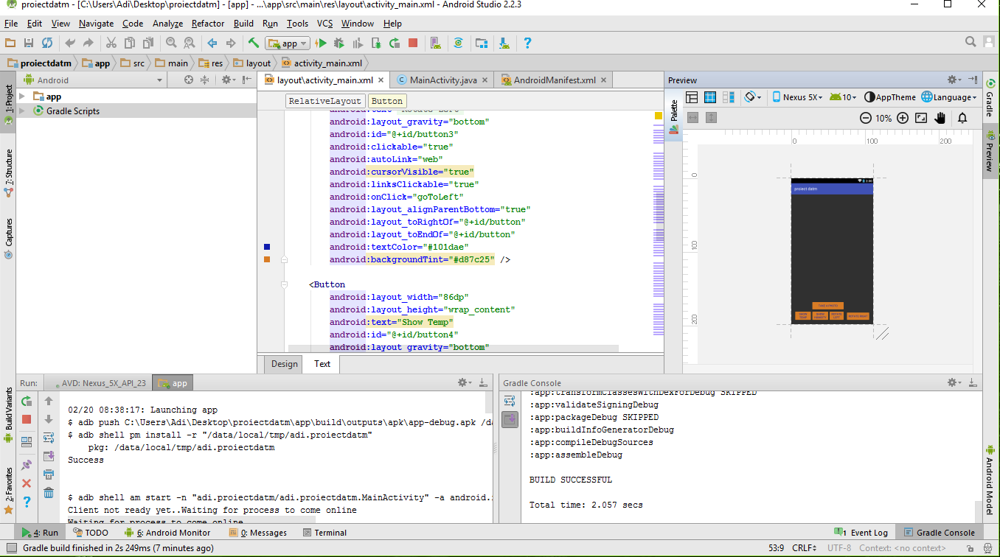 proiectdatm - [C:\Users\Adi\Desktop\proiectdatm] - [app] - ...\app\src\main\res\layout\activity_main.xml - Android Studio 2.2.3
File Edit View Navigate Code Analyze Refactor Build Run Tools VCS Window Help
app
proiectdatm app src main res layout activity_main.xml
1: Project
7: Structure
Captures
Build Variants
2: Favorites
Android
app
Gradle Scripts
layout\activity_main.xml MainActivity.java AndroidManifest.xml
RelativeLayout Button
android:text="Rotate Left"
android:layout_gravity="bottom"
android:id="@+id/button3"
android:clickable="true"
android:autoLink="web"
android:cursorVisible="true"
android:linksClickable="true"
android:onClick="goToLeft"
android:layout_alignParentBottom="true"
android:layout_toRightOf="@+id/button"
android:layout_toEndOf="@+id/button"
android:textColor="#101dae"
android:backgroundTint="#d87c25" />
<Button
android:layout_width="86dp"
android:layout_height="wrap_content"
android:text="Show Temp"
android:id="@+id/button4"
android:layout_gravity="bottom"
Design Text
Preview
Palette
Nexus 5X 10 AppTheme Language
10%
0 100 200
0
100
200
proiect datm
TAKE A PHOTO
ROTATE RIGHT
Gradle
Preview
Android Model
Run: AVD: Nexus_5X_API_23 app
02/20 08:38:17: Launching app
$ adb push C:\Users\Adi\Desktop\proiectdatm\app\build\outputs\apk\app-debug.apk /da
$ adb shell pm install -r "/data/local/tmp/adi.proiectdatm"
pkg: /data/local/tmp/adi.proiectdatm
Success
$ adb shell am start -n "adi.proiectdatm/adi.proiectdatm.MainActivity" -a android.
Client not ready yet..Waiting for process to come online
Waiting for process to come online
Gradle Console
:app:transformClassesWithDexForDebug SKIPPED
:app:validateSigningDebug
:app:packageDebug SKIPPED
:app:buildInfoGeneratorDebug
:app:compileDebugSources
:app:assembleDebug
BUILD SUCCESSFUL
Total time: 2.057 secs
4: Run TODO 6: Android Monitor 0: Messages Terminal 1 Event Log Gradle Console
Gradle build finished in 2s 249ms (7 minutes ago) 53:9 CRLF UTF-8 Context: <no context>